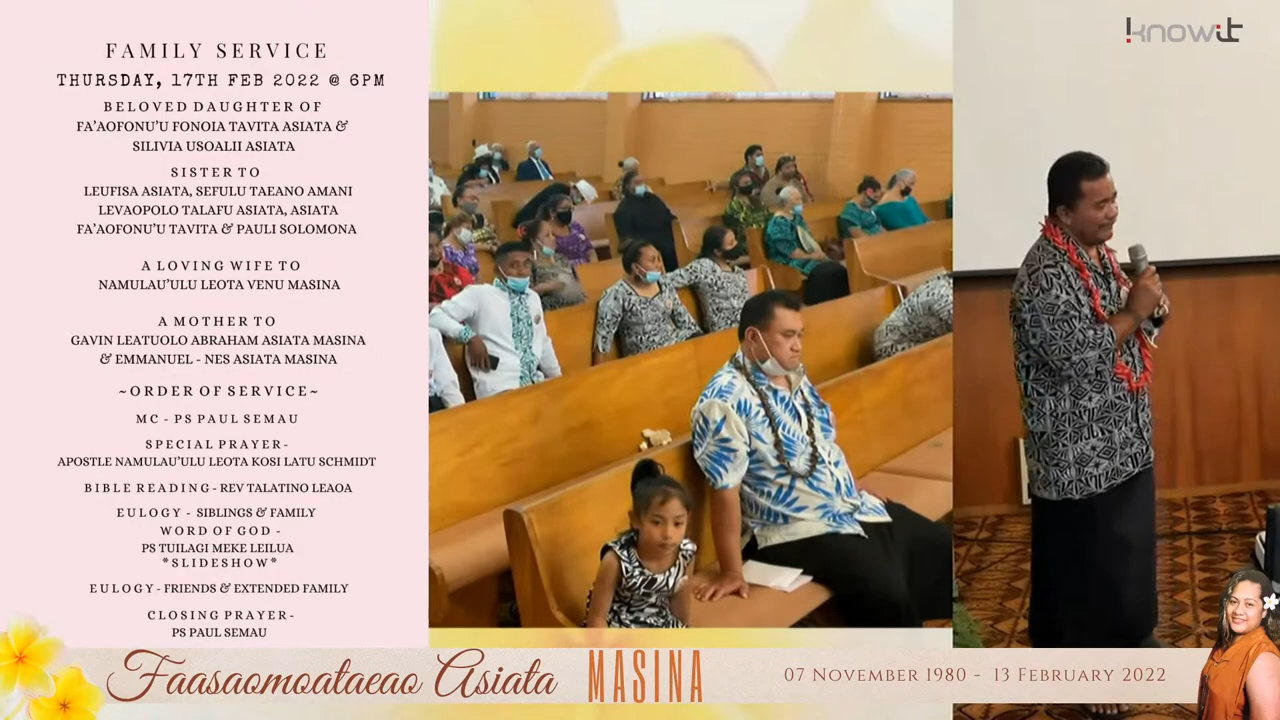 FAMILY SERVICE
THURSDAY, 17TH FEB 2022 @ 6PM
BELOVED DAUGHTER OF
FA'AOFONU'U FONOIA TAVITA ASIATA &
SILIVIA USOALII ASIATA
SISTER TO
LEUFISA ASIATA, SEFULU TAEANO AMANI
LEVAOPOLO TALAFU ASIATA, ASIATA
FA'AOFONU'U TAVITA & PAULI SOLOMONA
A LOVING WIFE TO
NAMULAU'ULU LEOTA VENU MASINA
A MOTHER TO
GAVIN LEATUOLO ABRAHAM ASIATA MASINA
& EMMANUEL - NES ASIATA MASINA
~ORDER OF SERVICE~
MC - PS PAUL SEMAU
SPECIAL PRAYER-
APOSTLE NAMULAU'ULU LEOTA KOSI LATU SCHMIDT
BIBLE READING - REV TALATINO LEAOA
EULOGY - SIBLINGS & FAMILY
WORD OF GOD -
PS TUILAGI MEKE LEILUA
*SLIDESHOW*
EULOGY - FRIENDS & EXTENDED FAMILY
CLOSING PRAYER-
PS PAUL SEMAU
!knowit
Faasaomoataeao Asiata MASINA
07 NOVEMBER 1980 - 13 FEBRUARY 2022